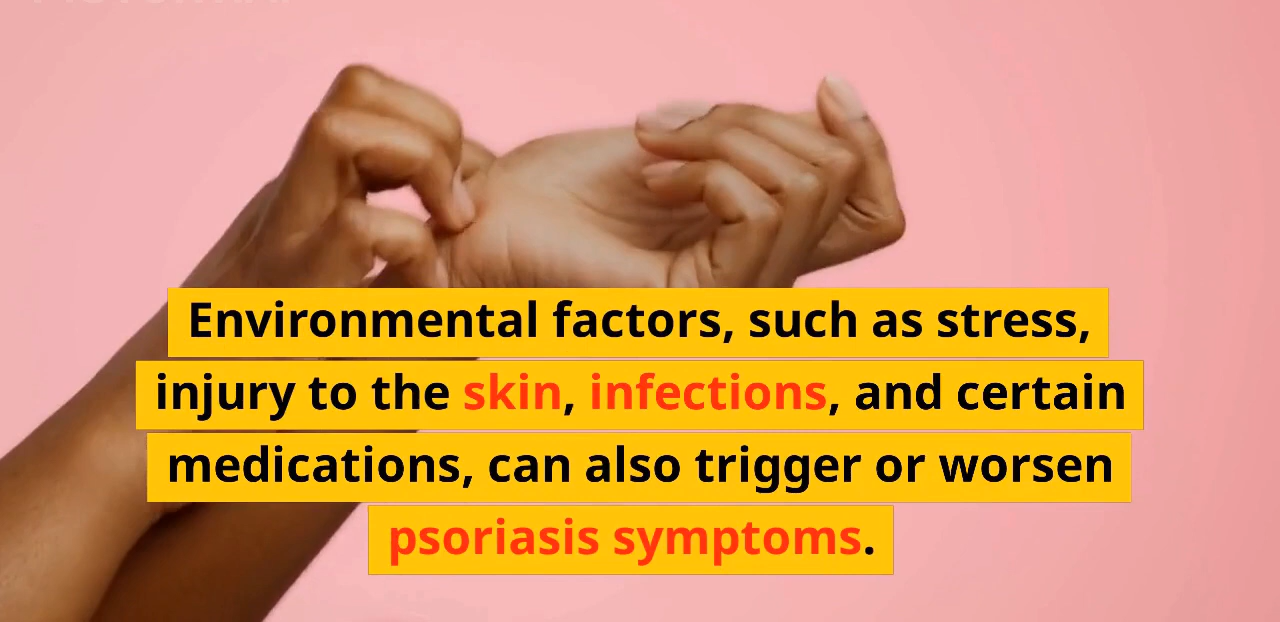 Environmental factors, such as stress,
injury to the skin, infections, and certain
medications, can also trigger or worsen
psoriasis symptoms.